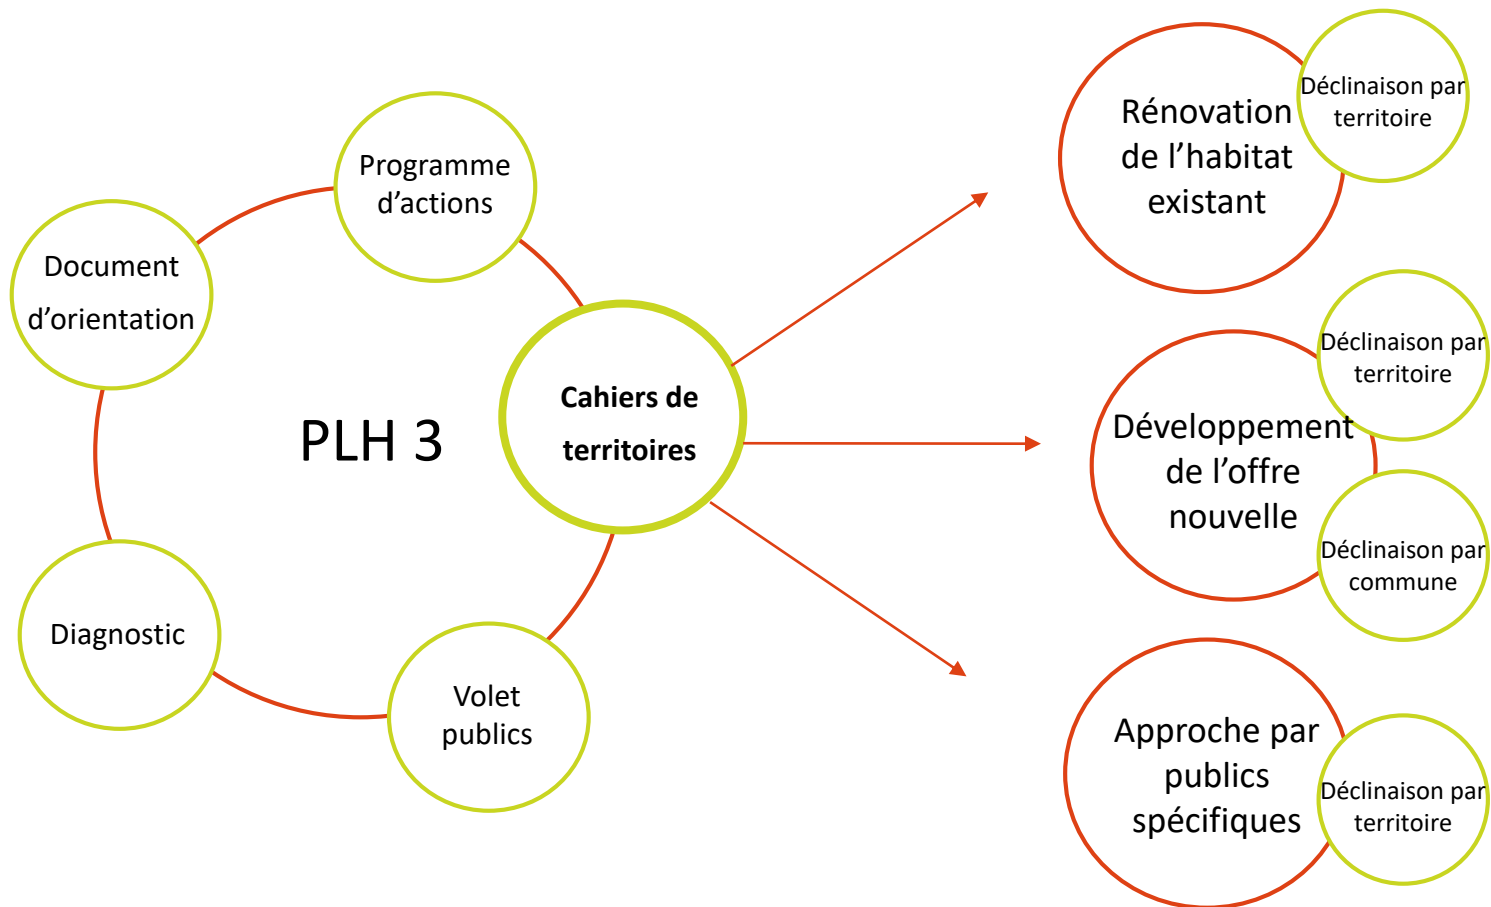 Programme
d’actions
Document
d’orientation
PLH 3
Cahiers de
territoires
Diagnostic
Volet
publics
Rénovation
de l’habitat
existant
Déclinaison par
territoire
Développement
de l’offre
nouvelle
Déclinaison par
territoire
Déclinaison par
commune
Approche par
publics
spécifiques
Déclinaison par
territoire